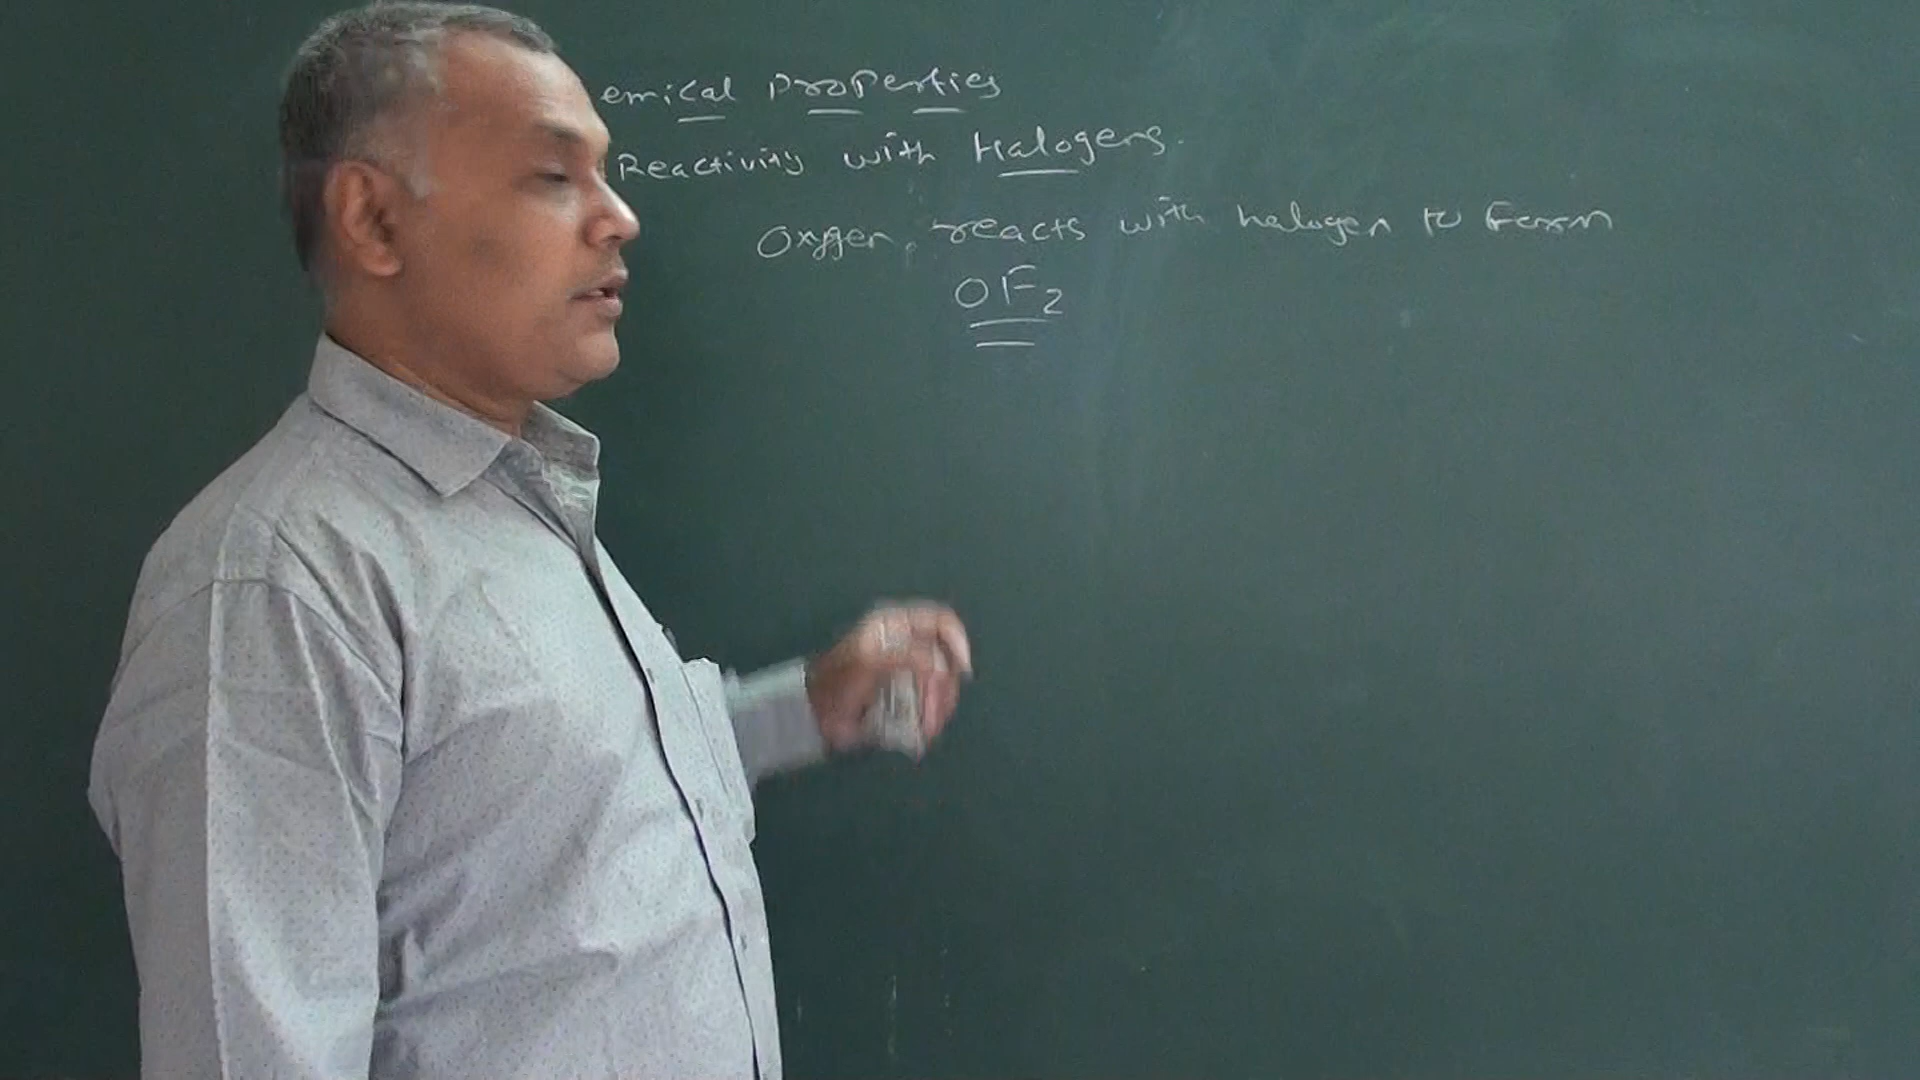 emical Properties
Reactivity with Halogens.
Oxygen, reacts with halogen to Form
OF2